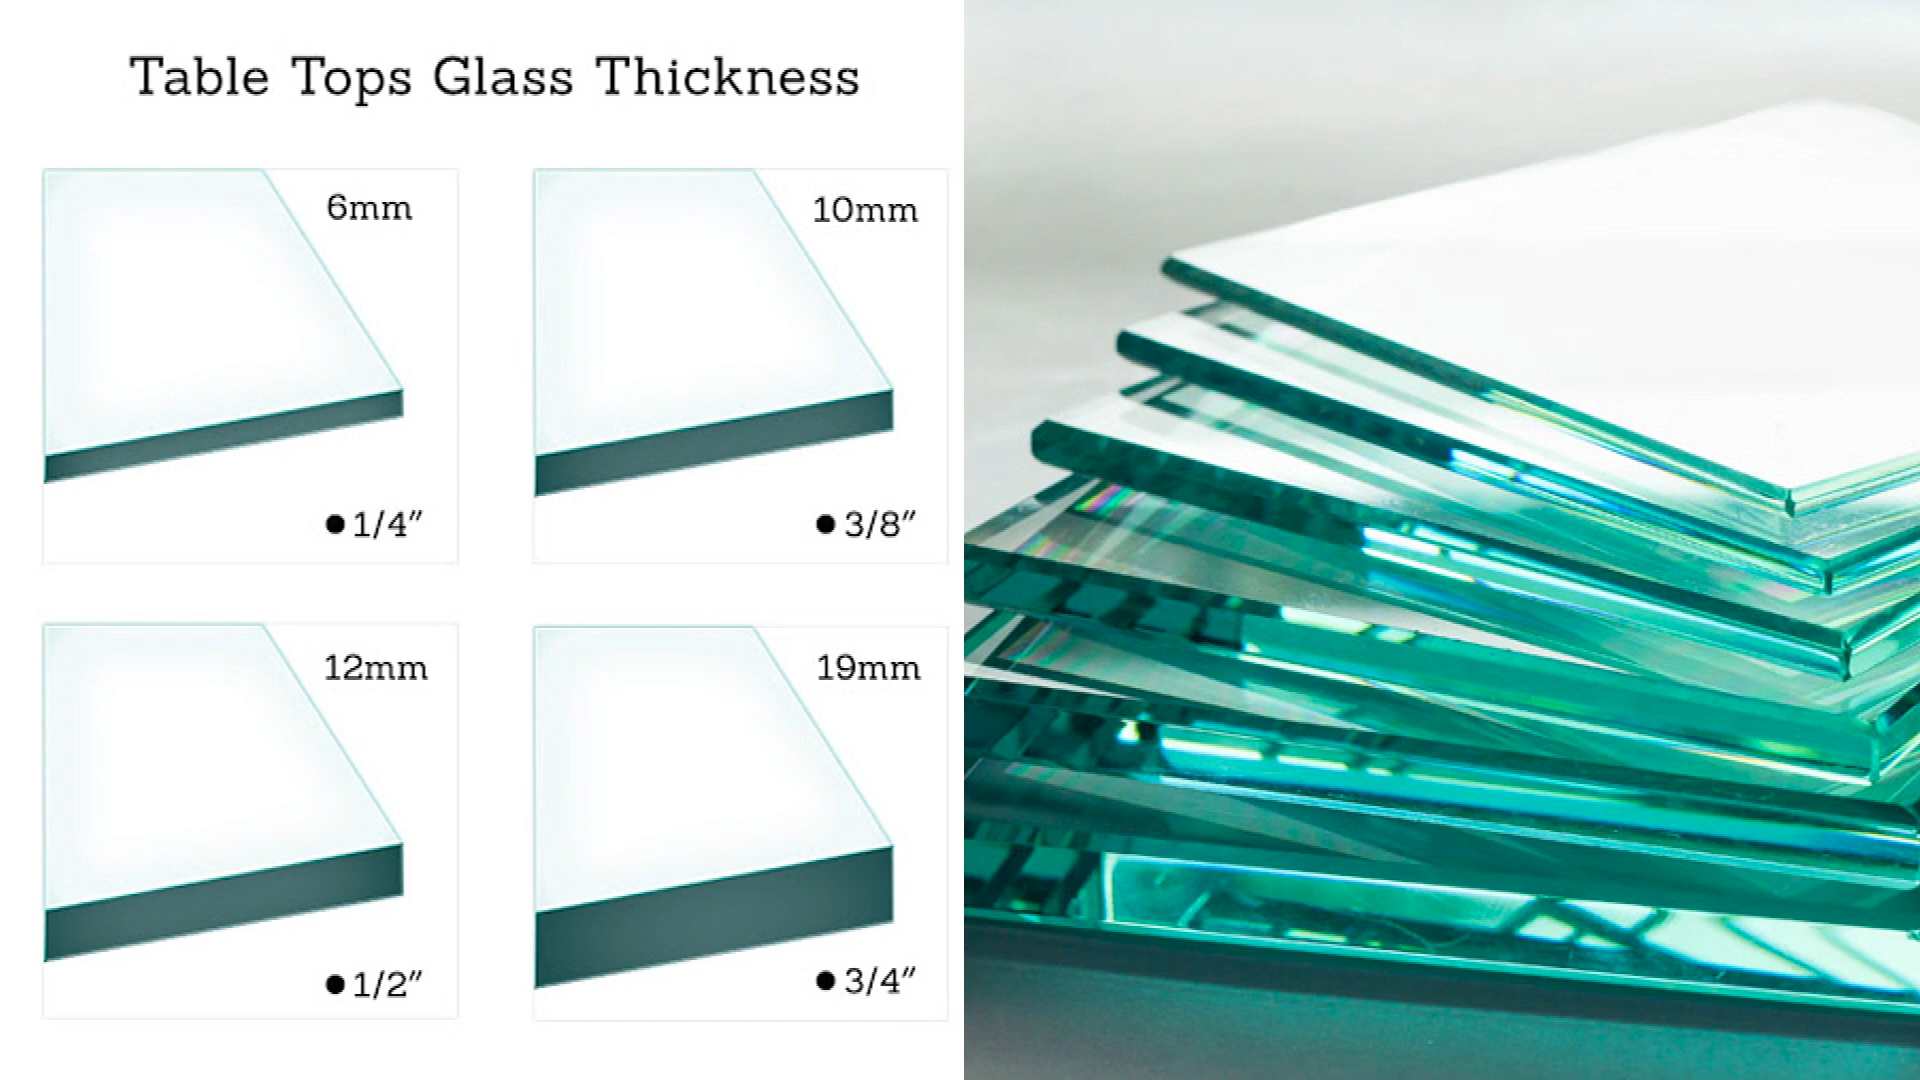 Table Tops Glass Thickness
6mm
●1/4″
10mm
●3/8″
12mm
●1/2″
19mm
●3/4″